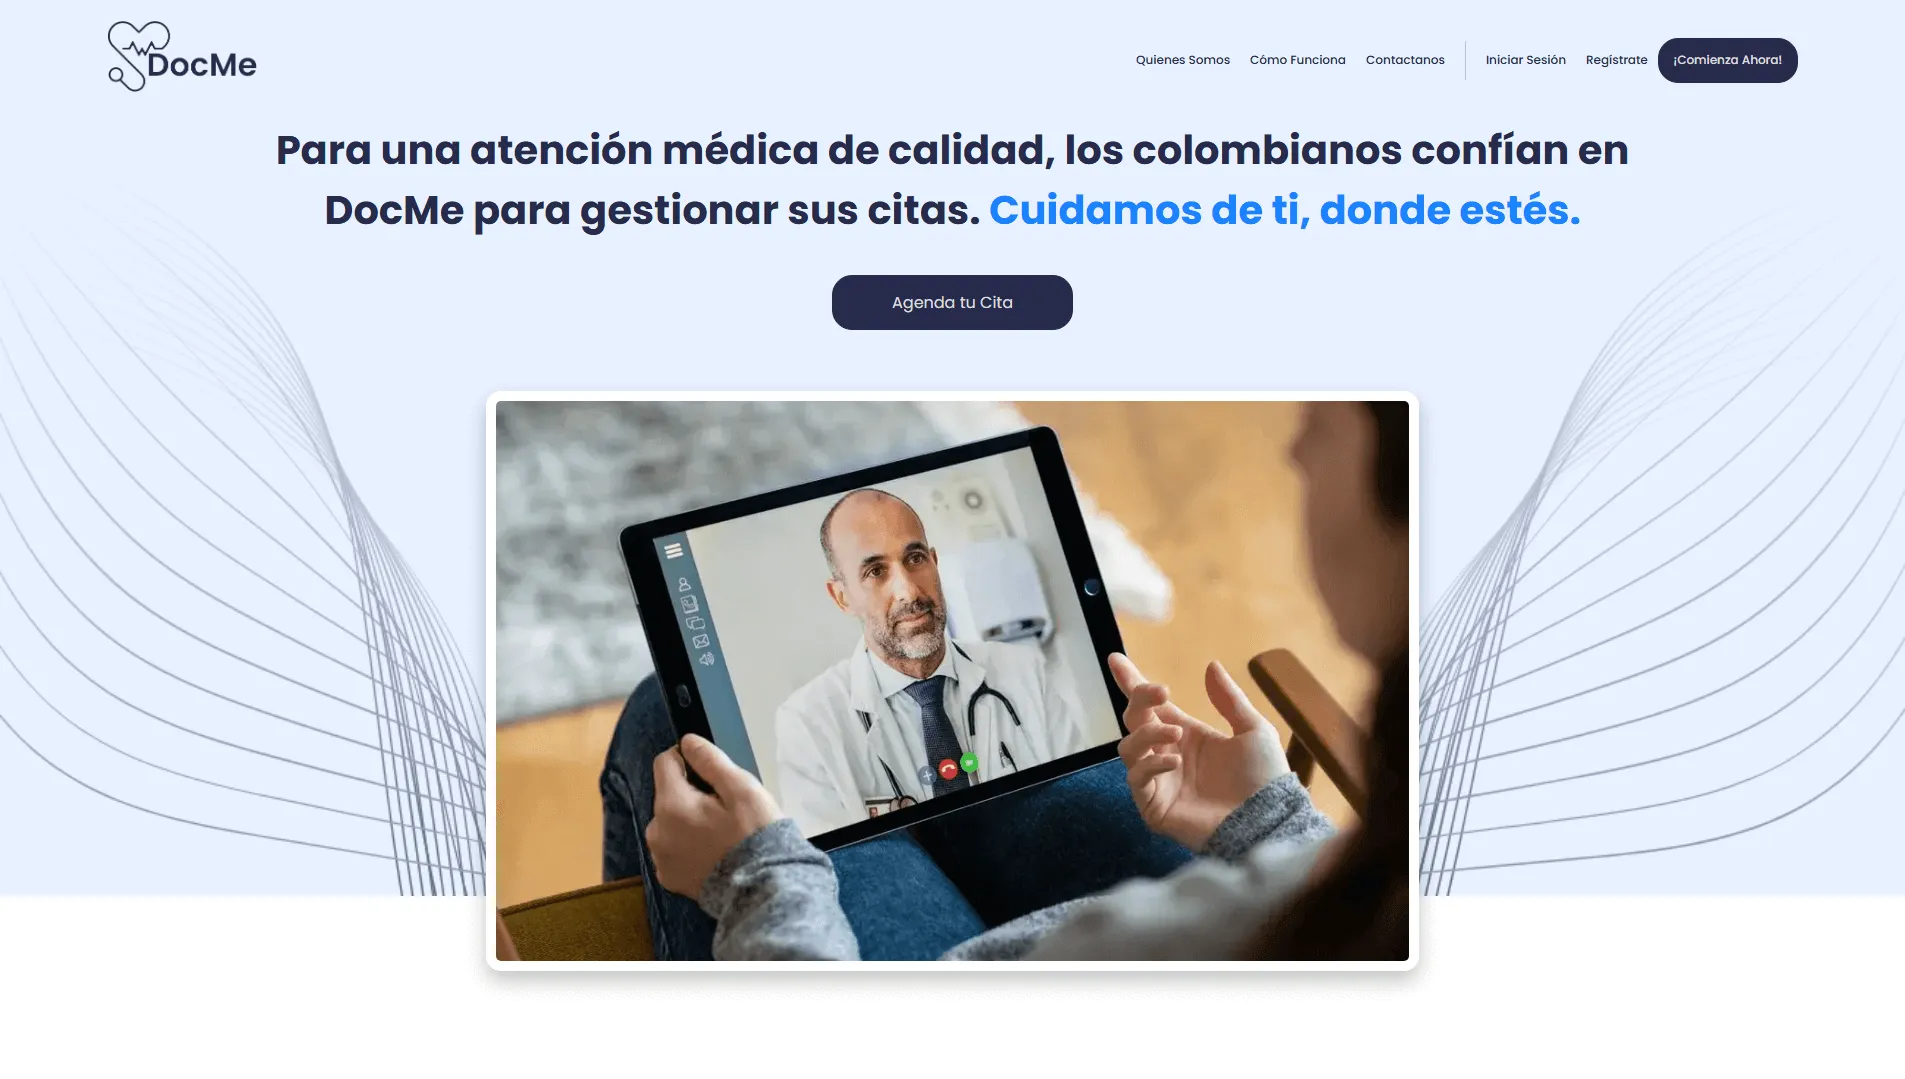 DocMe
Quienes Somos
Cómo Funciona
Contactanos
Iniciar Sesión
Regístrate
¡Comienza Ahora!
Para una atención médica de calidad, los colombianos confían en
DocMe para gestionar sus citas. Cuidamos de ti, donde estés.
Agenda tu Cita